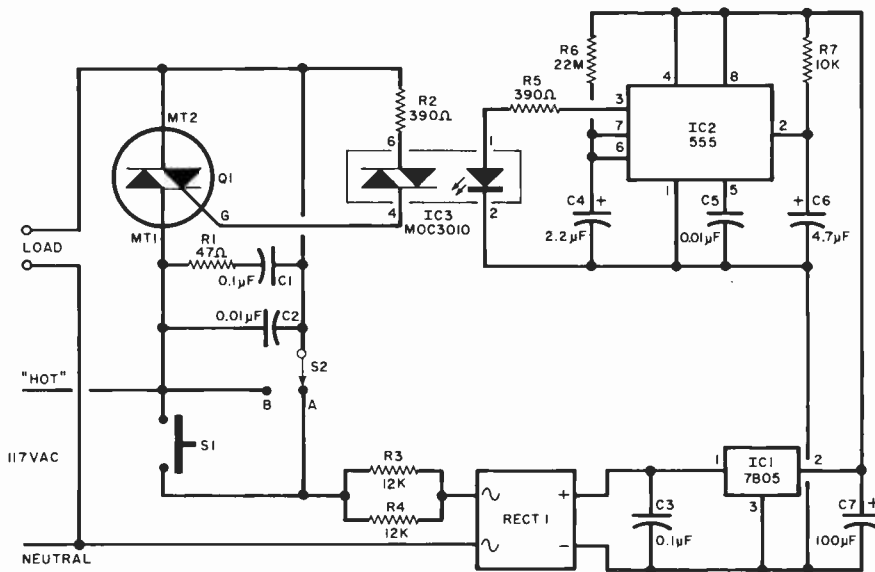 R6
22M
R7
10K
R5
390Ω
R2
390Ω
4
8
3
7
6
IC2
555
2
1
5
MT2
Q1
G
MT1
6
4
1
2
IC3
MOC3010
C4
+
2.2µF
C5
0.01µF
+
C6
4.7µF
LOAD
R1
47Ω
0.1µF
C1
0.01µF
C2
S2
"HOT"
B
A
S1
117VAC
R3
12K
R4
12K
RECT 1
+
–
C3
0.1µF
1
IC1
7805
2
3
C7
+
100µF
NEUTRAL